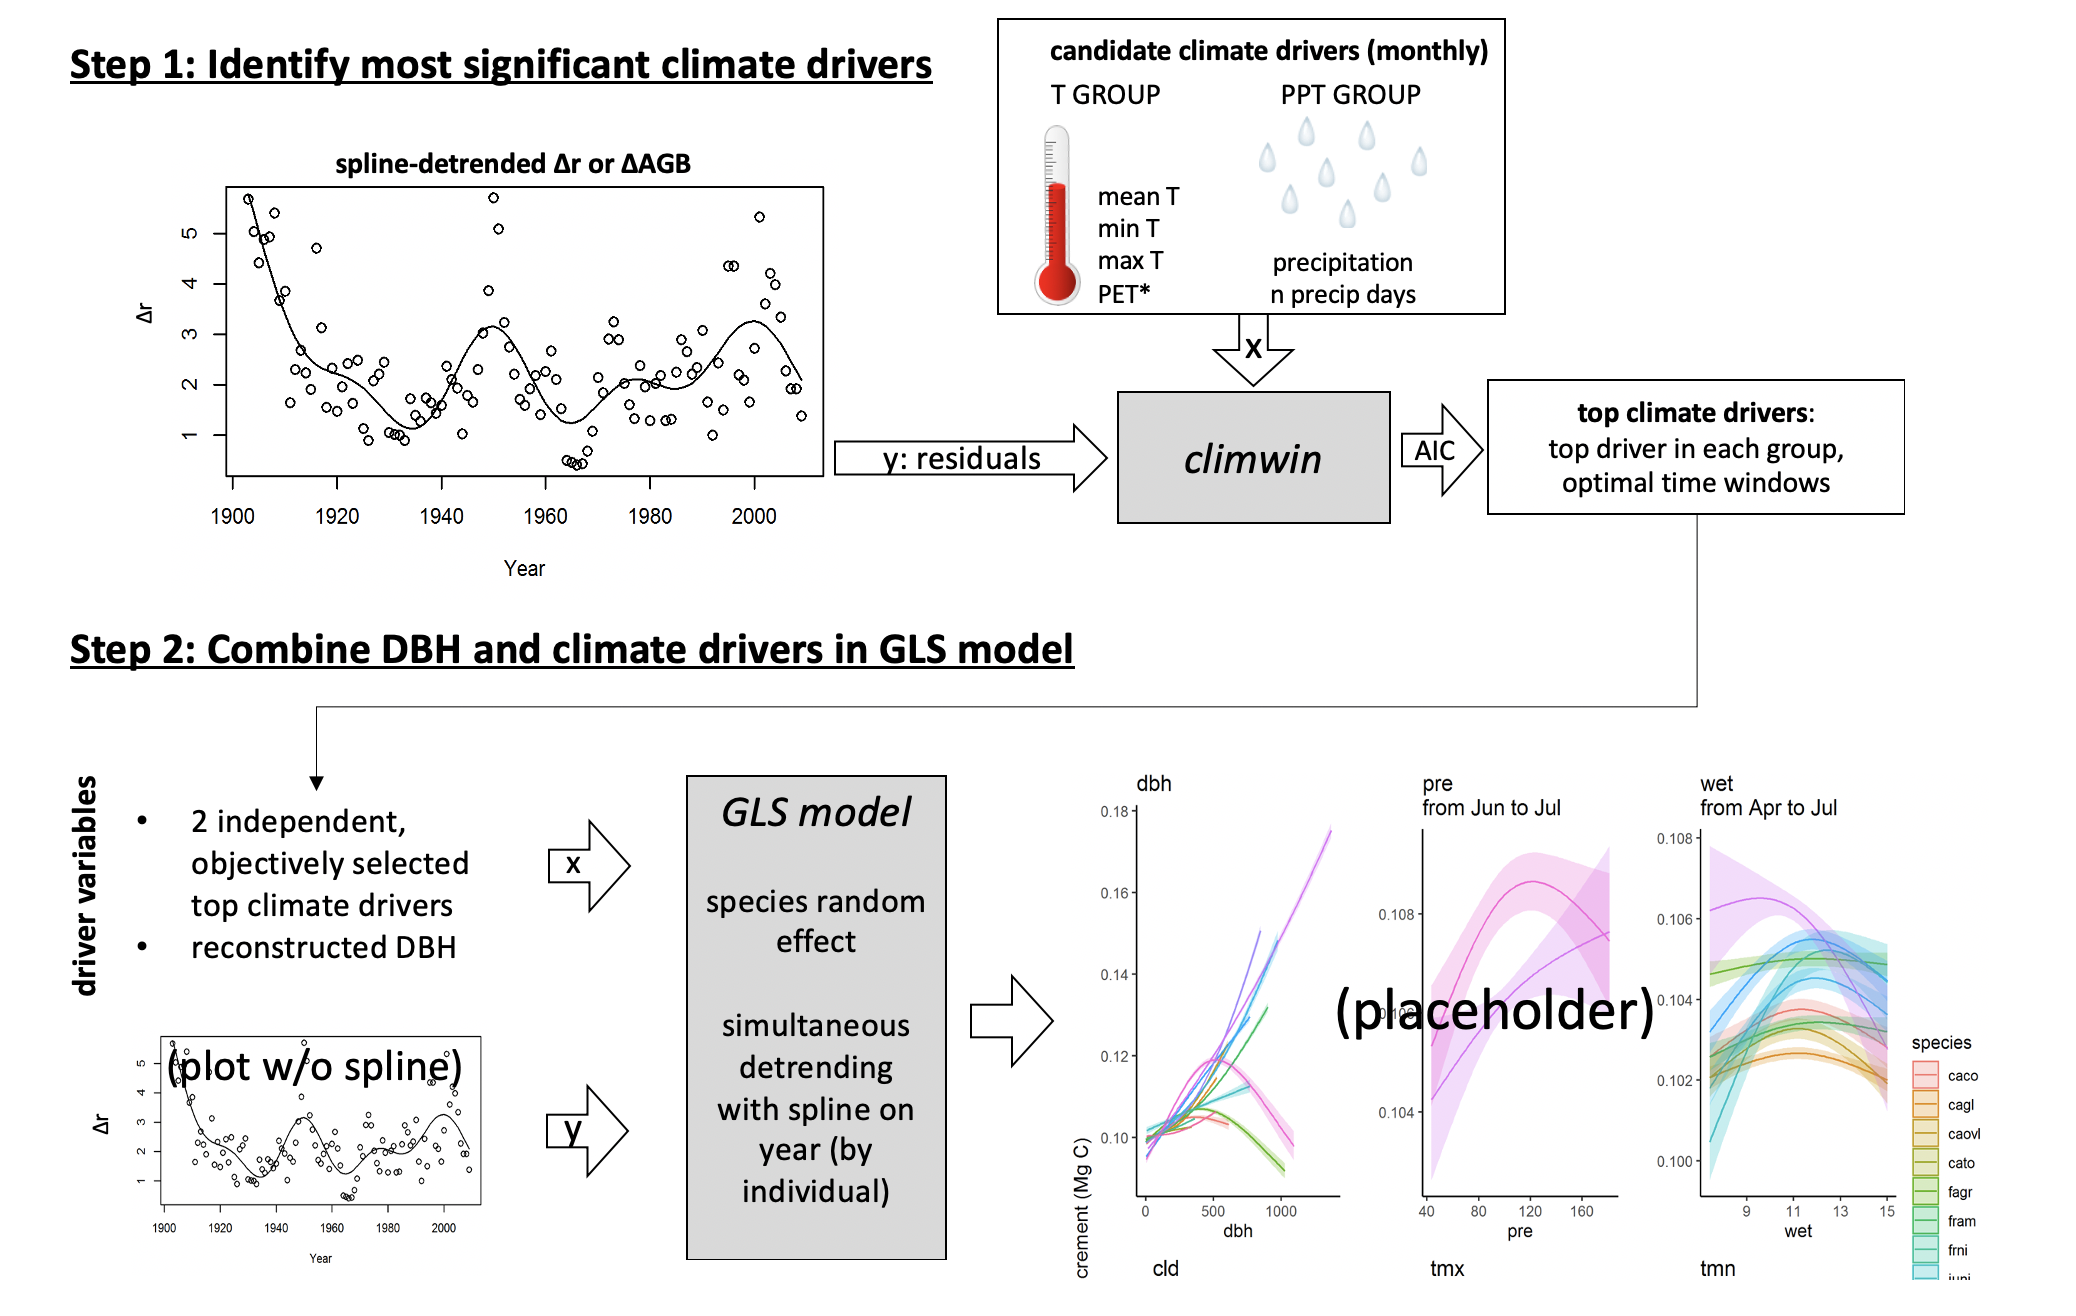 Step 1: Identify most significant climate drivers
candidate climate drivers (monthly)
T GROUP
PPT GROUP
mean T
min T
max T
PET*
precipitation
n precip days
spline-detrended Δr or ΔAGB
Δr
5
4
3
2
1
1900 1920 1940 1960 1980 2000
Year
x
y: residuals
climwin
AIC
top climate drivers:
top driver in each group,
optimal time windows
Step 2: Combine DBH and climate drivers in GLS model
driver variables
• 2 independent,
objectively selected
top climate drivers
• reconstructed DBH
x
(plot w/o spline)
Δr
5
4
3
2
1
1900 1920 1940 1960 1980 2000
Year
y
GLS model
species random
effect
simultaneous
detrending
with spline on
year (by
individual)
dbh
0.18
0.16
0.14
0.12
0.10
0 500 1000
dbh
crement (Mg C)
pre
from Jun to Jul
0.108
0.104
40 80 120 160
pre
(placeholder)
wet
from Apr to Jul
0.108
0.106
0.104
0.102
0.100
9 11 13 15
wet
cld
tmx
tmn
species
caco
cagl
caovl
cato
fagr
fram
frni